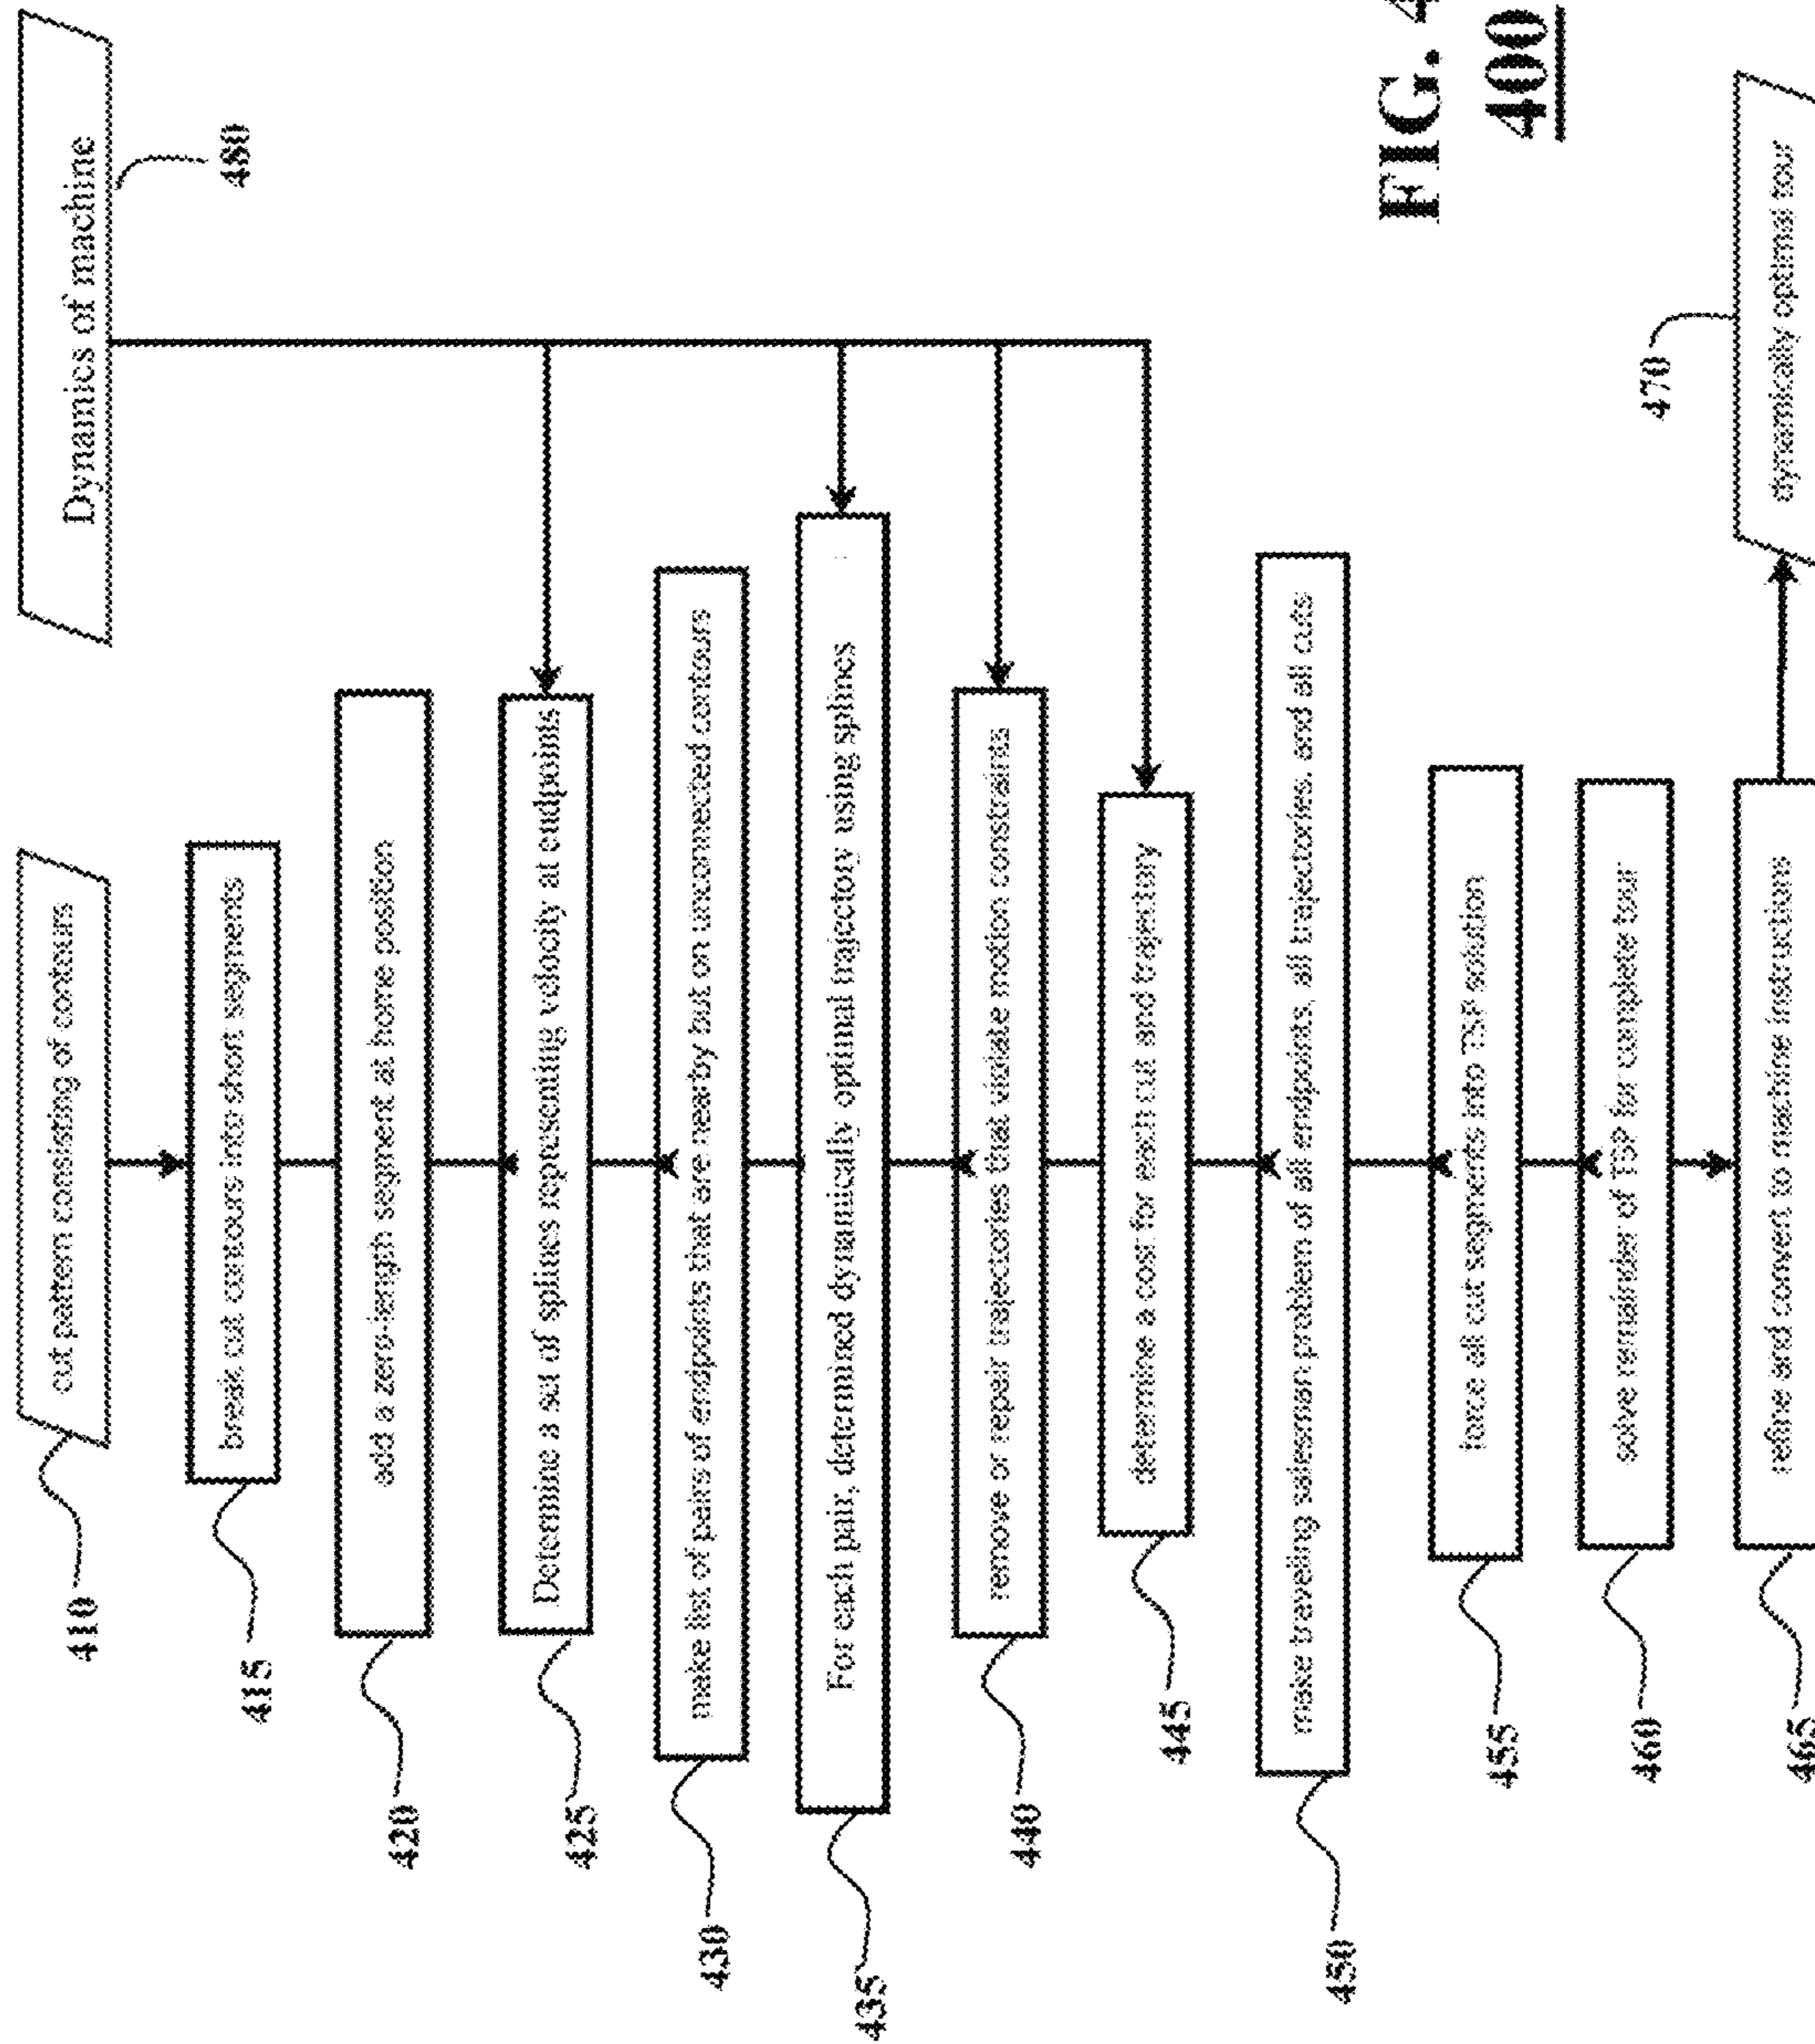 cut pattern consisting of contours
410
Dynamics of machine
480
break cut contours into short segments
415
add a zero-length segment at home position
420
Determine a set of splines representing velocity at endpoints
425
make list of pairs of endpoints that are nearby but on unconnected contours
430
For each pair, determined dynamically optimal trajectory using splines
435
remove or repair trajectories that violate motion constraints
440
determine a cost for each cut and trajectory
445
make traveling salesman problem of all endpoints, all trajectories, and all cuts
450
force all cut segments into TSP solution
455
solve remainder of TSP for complete tour
460
refine and convert to machine instructions
465
dynamically optimal tour
470
FIG. 4
400